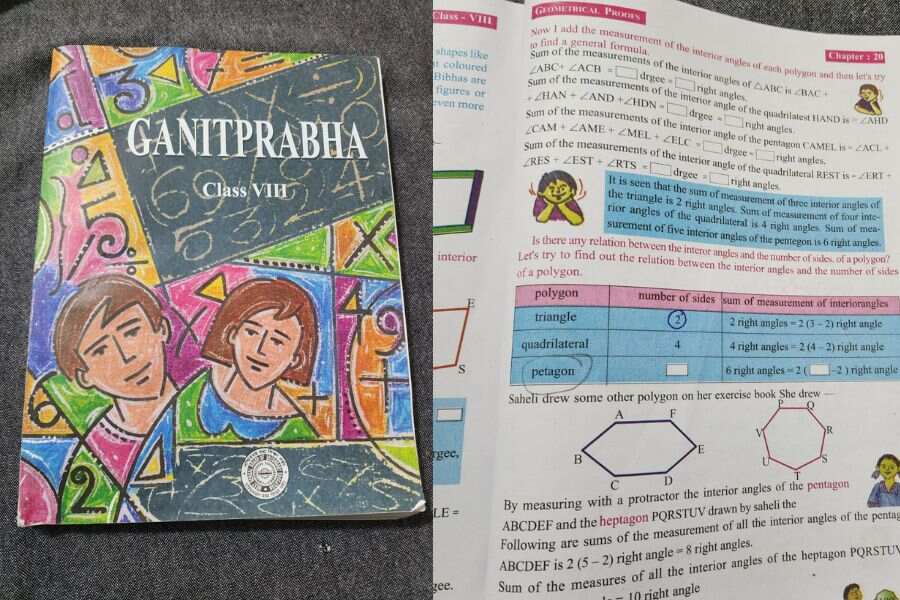 GANITPRABHA
Class VIII
Class - VIII
shapes like
coloured
Bibhas are
figures or
even more
interior
E
S
rgee,
LE =
gee.
GEOMETRICAL PROOFS
Chapter : 20
Now I add the measurement of the interior angles of each polygon and then let's try
to find a general formula.
Sum of the measurements of the interior angles of △ABC is ∠BAC +
∠ABC+ ∠ACB = drgee = right angles.
Sum of the measurements of the interior angle of the quadrilatest HAND is = ∠AHD
+ ∠HAN + ∠AND +∠HDN = drgee = right angles.
Sum of the measurements of the interior angle of the pentagon CAMEL is = ∠ACL +
∠CAM + ∠AME + ∠MEL + ∠ELC = drgee = right angles.
Sum of the measurements of the interior angle of the quadrilateral REST is = ∠ERT +
∠RES + ∠EST + ∠RTS = drgee = right angles.
It is seen that the sum of measurement of three interior angles of
the triangle is 2 right angles. Sum of measurement of four inte-
rior angles of the quadrilateral is 4 right angles. Sum of mea-
surement of five interior angles of the pentegon is 6 right angles.
Is there any relation between the interor angles and the number of sides, of a polygon?
Let's try to find out the relation between the interior angles and the number of sides
of a polygon.
polygon number of sides sum of measurement of interiorangles
triangle 2 2 right angles = 2 (3 – 2) right angle
quadrilateral 4 4 right angles = 2 (4 – 2) right angle
petagon 6 right angles = 2 ( – 2 ) right angle
Saheli drew some other polygon on her exercise book She drew —
A F P Q
B E V R
C D U S
T
By measuring with a protractor the interior angles of the pentagon
ABCDEF and the heptagon PQRSTUV drawn by saheli the
Following are sums of the measurement of all the interior angles of the pentag
ABCDEF is 2 (5 – 2) right angle = 8 right angles.
Sum of the measures of all the interior angles of the heptagon PQRSTUV
= 10 right angle